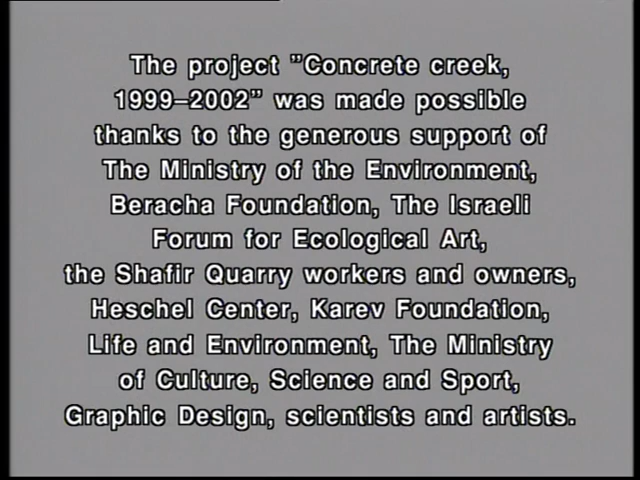 The project "Concrete creek,
1999–2002" was made possible
thanks to the generous support of
The Ministry of the Environment,
Beracha Foundation, The Israeli
Forum for Ecological Art,
the Shafir Quarry workers and owners,
Heschel Center, Karev Foundation,
Life and Environment, The Ministry
of Culture, Science and Sport,
Graphic Design, scientists and artists.